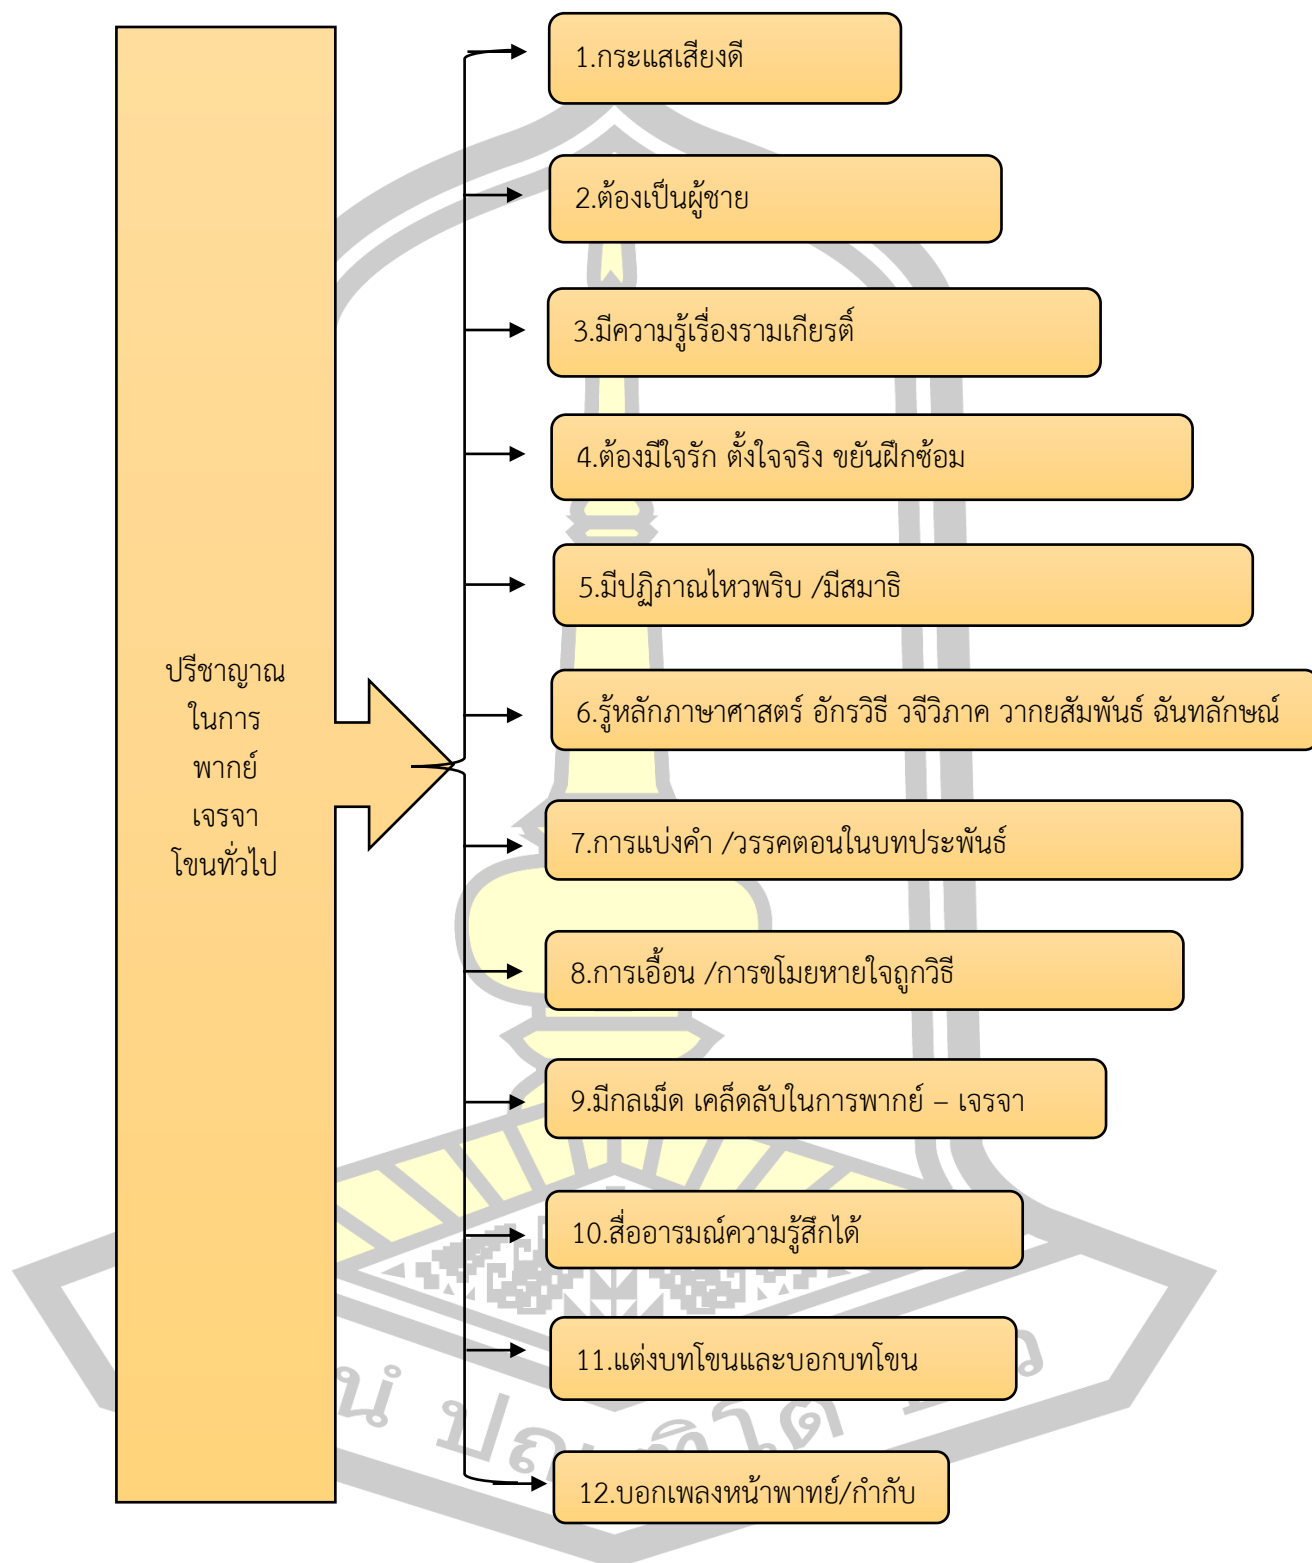 ปรีชาญาณ
ในการ
พากย์
เจรจา
โขนทั่วไป
1.กระแสเสียงดี
2.ต้องเป็นผู้ชาย
3.มีความรู้เรื่องรามเกียรติ์
4.ต้องมีใจรัก ตั้งใจจริง ขยันฝึกซ้อม
5.มีปฏิภาณไหวพริบ /มีสมาธิ
6.รู้หลักภาษาศาสตร์ อักรวิธี วจีวิภาค วากยสัมพันธ์ ฉันทลักษณ์
7.การแบ่งคำ /วรรคตอนในบทประพันธ์
8.การเอื้อน /การขโมยหายใจถูกวิธี
9.มีกลเม็ด เคล็ดลับในการพากย์ – เจรจา
10.สื่ออารมณ์ความรู้สึกได้
11.แต่งบทโขนและบอกบทโขน
12.บอกเพลงหน้าพาทย์/กำกับ